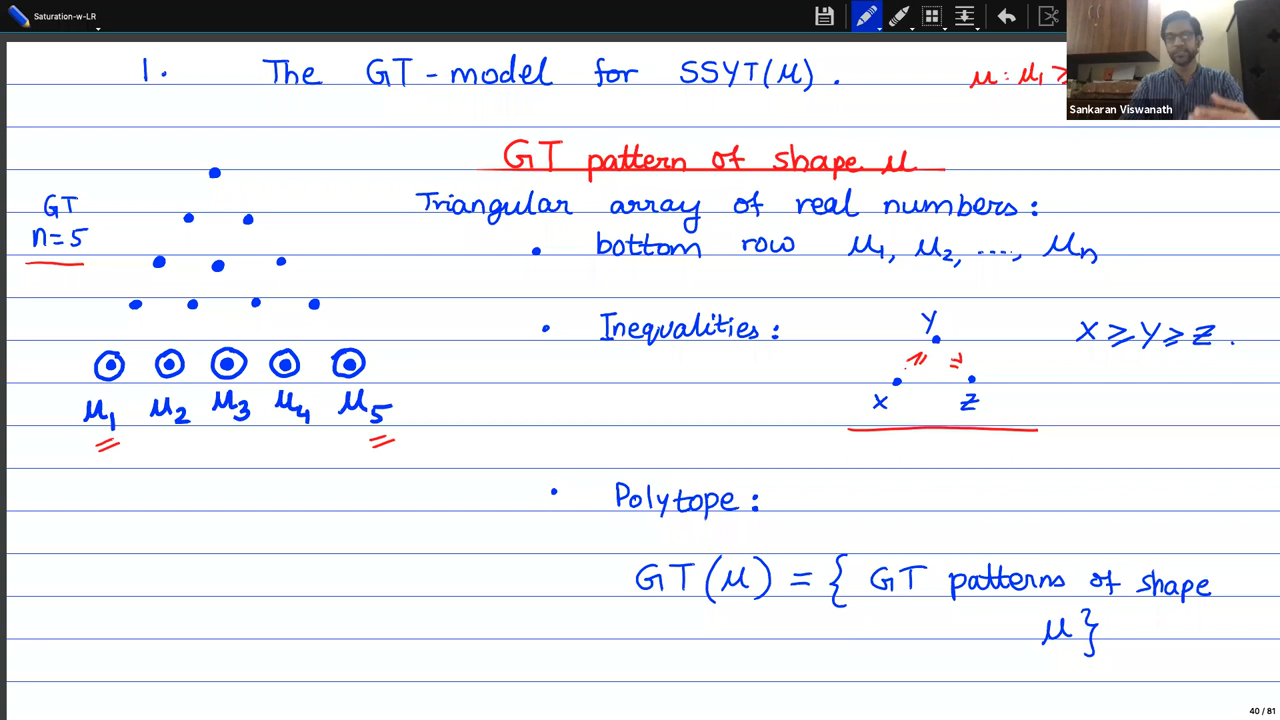 Saturation-w-LR
1. The GT-model for SSYT(μ).
μ: μ₁ ≥
Sankaran Viswanath
GT pattern of shape μ
GT
n=5
Triangular array of real numbers:
• bottom row μ₁, μ₂, ...., μₙ
• Inequalities:
Y
X ≥ Y ≥ Z.
X Z
μ₁ μ₂ μ₃ μ₄ μ₅
• Polytope:
GT(μ) = { GT patterns of shape
μ}
40 / 81